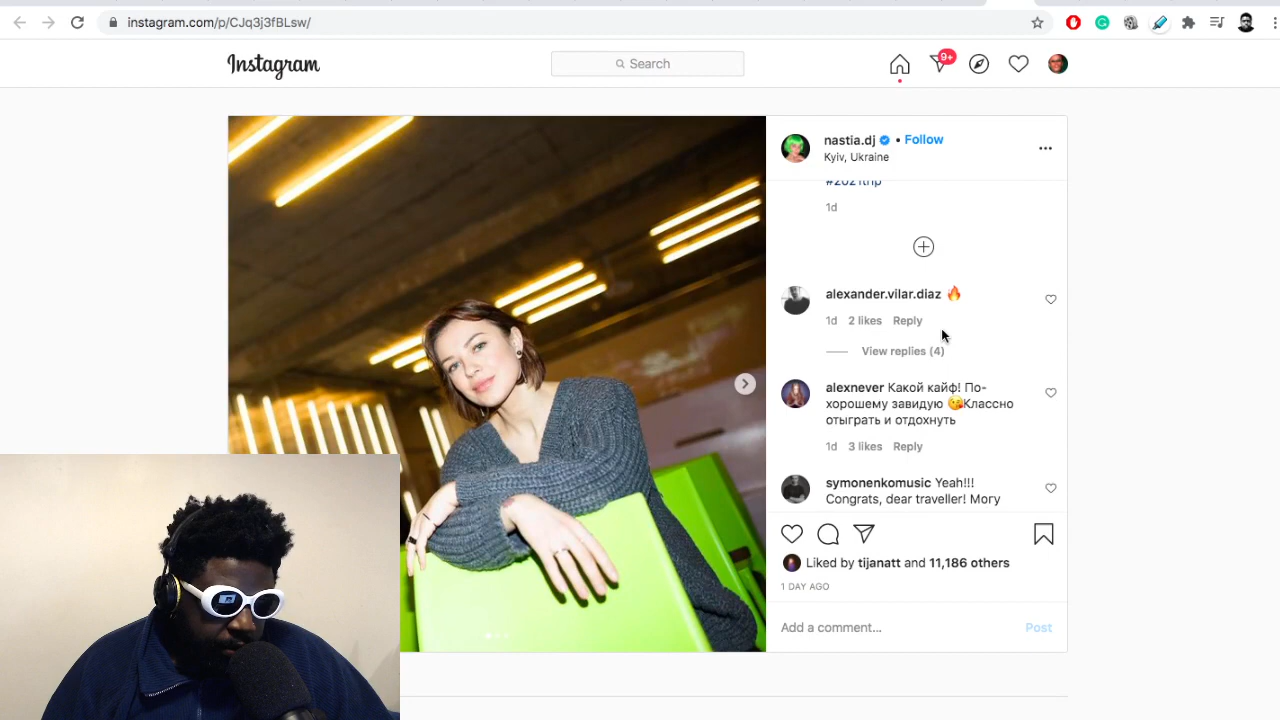 instagram.com/p/CJq3j3fBLsw/
Instagram
Search
9+
nastia.dj • Follow
Kyiv, Ukraine
#2021trip
1d
alexander.vilar.diaz 🔥
1d 2 likes Reply
View replies (4)
alexnever Какой кайф! По-
хорошему завидую 😘Классно
отыграть и отдохнуть
1d 3 likes Reply
symonenkomusic Yeah!!!
Congrats, dear traveller! Могу
Liked by tijanatt and 11,186 others
1 DAY AGO
Add a comment...
Post